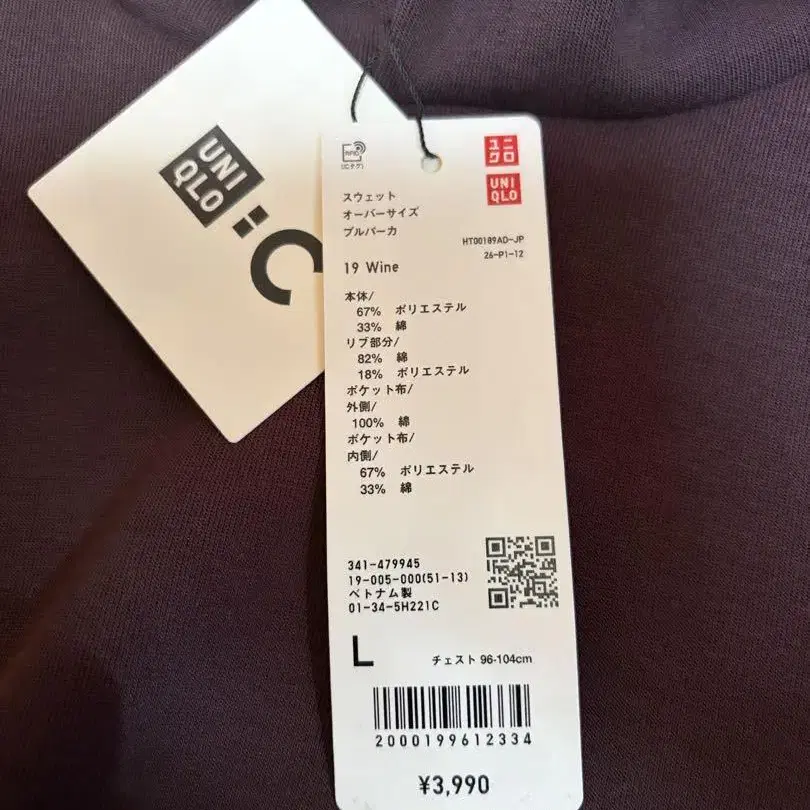 UNI
QLO
:C
RFID
(ICタグ)
ユニ
クロ
UNI
QLO
スウェット
オーバーサイズ
プルパーカ
HT00189AD-JP
26-P1-12
19 Wine
本体/
67% ポリエステル
33% 綿
リブ部分/
82% 綿
18% ポリエステル
ポケット布/
外側/
100% 綿
ポケット布/
内側/
67% ポリエステル
33% 綿
341-479945
19-005-000(51-13)
ベトナム製
01-34-5H221C
L チェスト 96-104cm
2000199612334
¥3,990